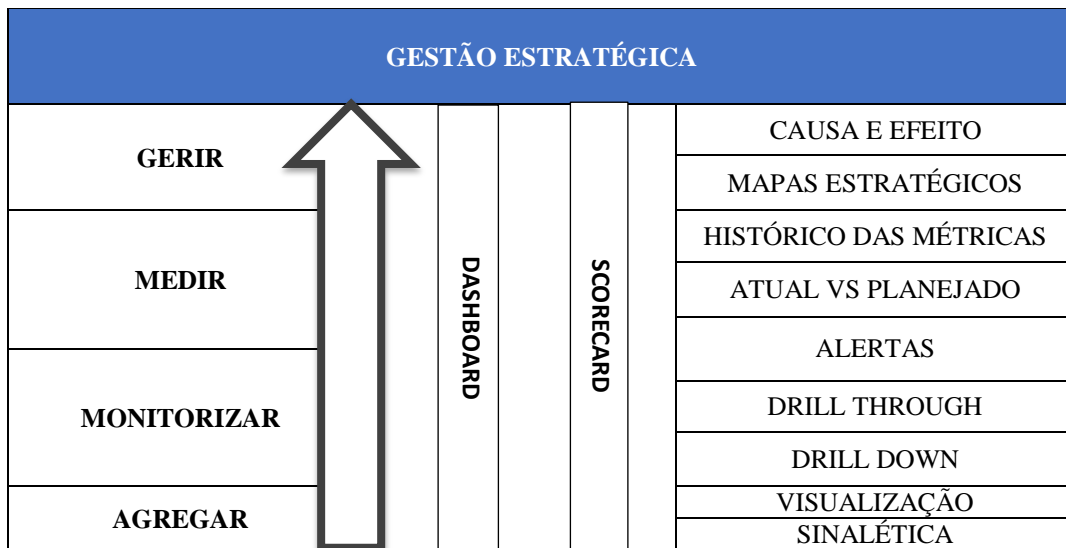 GESTÃO ESTRATÉGICA
GERIR
MEDIR
MONITORIZAR
AGREGAR
DASHBOARD
SCORECARD
CAUSA E EFEITO
MAPAS ESTRATÉGICOS
HISTÓRICO DAS MÉTRICAS
ATUAL VS PLANEJADO
ALERTAS
DRILL THROUGH
DRILL DOWN
VISUALIZAÇÃO
SINALÉTICA